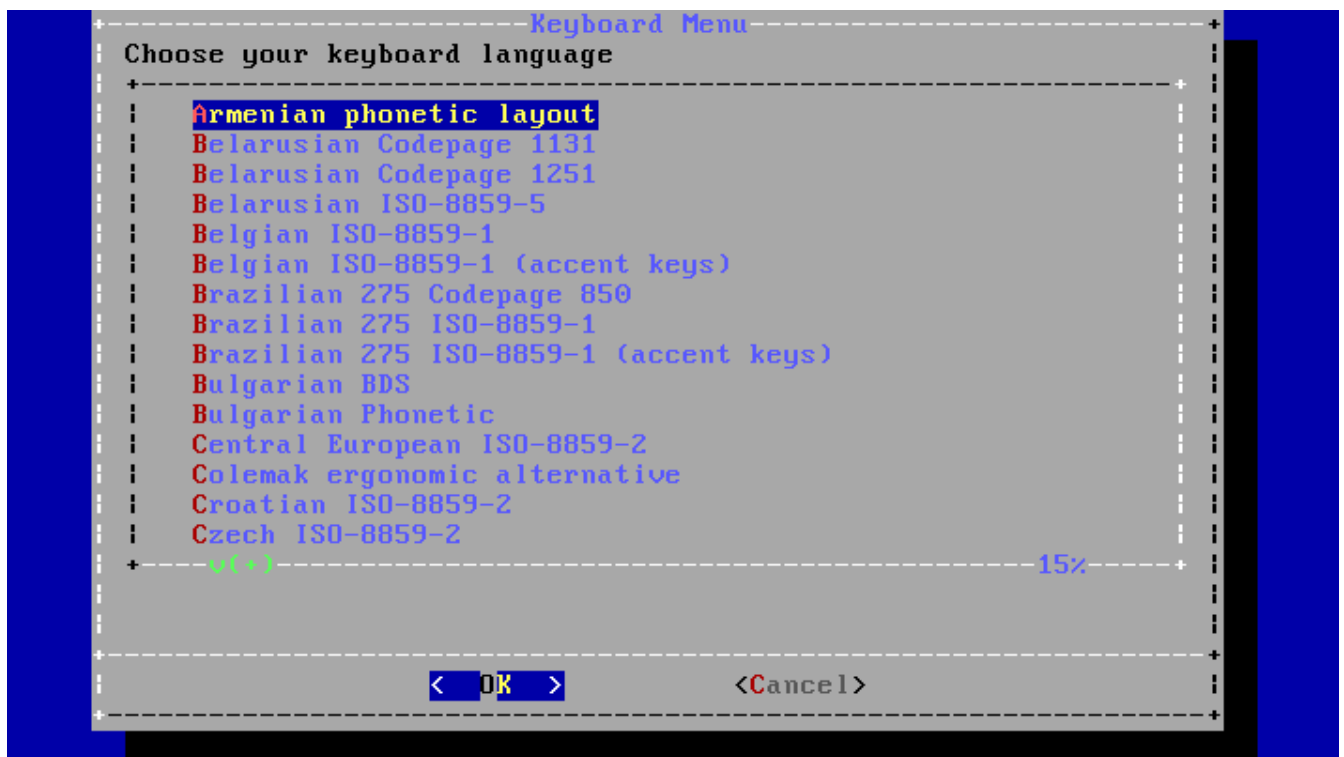 Keyboard Menu
Choose your keyboard language
Armenian phonetic layout
Belarusian Codepage 1131
Belarusian Codepage 1251
Belarusian ISO-8859-5
Belgian ISO-8859-1
Belgian ISO-8859-1 (accent keys)
Brazilian 275 Codepage 850
Brazilian 275 ISO-8859-1
Brazilian 275 ISO-8859-1 (accent keys)
Bulgarian BDS
Bulgarian Phonetic
Central European ISO-8859-2
Colemak ergonomic alternative
Croatian ISO-8859-2
Czech ISO-8859-2
v(+) 15%
< OK > <Cancel>